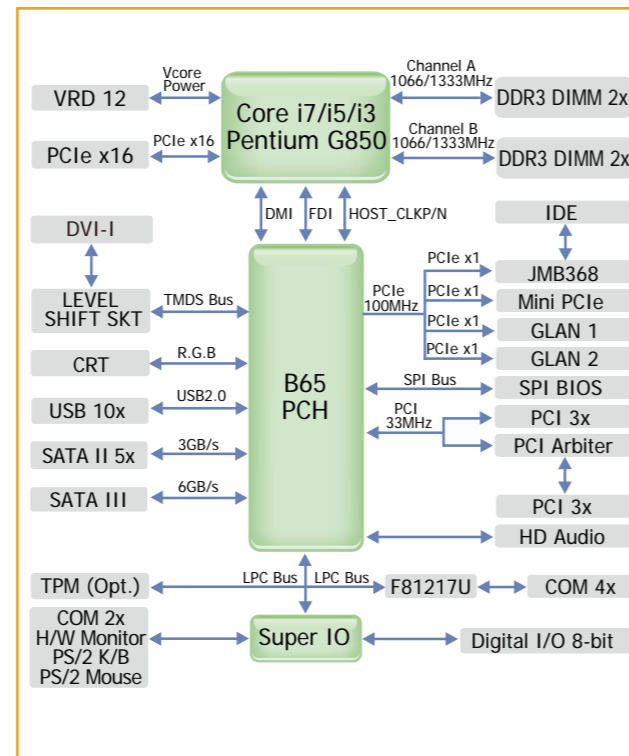 Vcore
Power
Channel A
1066/1333MHz
VRD 12
Core i7/i5/i3
Pentium G850
DDR3 DIMM 2x
PCIe x16
PCIe x16
Channel B
1066/1333MHz
DDR3 DIMM 2x
DMI
FDI
HOST_CLKP/N
IDE
DVI-I
PCIe x1
JMB368
LEVEL
SHIFT SKT
TMDS Bus
PCIe
100MHz
PCIe x1
Mini PCIe
PCIe x1
GLAN 1
CRT
R.G.B
PCIe x1
GLAN 2
B65
PCH
SPI Bus
SPI BIOS
USB 10x
USB2.0
PCI
33MHz
PCI 3x
PCI Arbiter
SATA II 5x
3GB/s
SATA III
6GB/s
PCI 3x
HD Audio
TPM (Opt.)
LPC Bus
LPC Bus
F81217U
COM 4x
COM 2x
H/W Monitor
PS/2 K/B
PS/2 Mouse
Super IO
Digital I/O 8-bit